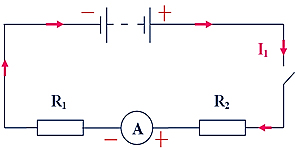 − +
I1
R1 A R2
− +